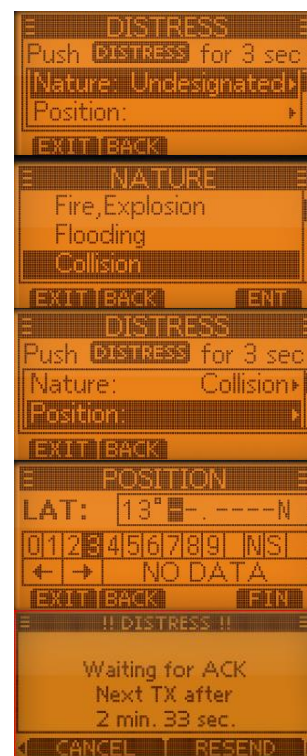 DISTRESS
Push DISTRESS for 3 sec
Nature: Undesignated
Position:
EXIT BACK
NATURE
Fire,Explosion
Flooding
Collision
EXIT BACK ENT
DISTRESS
Push DISTRESS for 3 sec
Nature: Collision
Position:
EXIT BACK
POSITION
LAT: 13°--.----N
0 1 2 3 4 5 6 7 8 9 NS
← → NO DATA
EXIT BACK FIN
!! DISTRESS !!
Waiting for ACK
Next TX after
2 min. 33 sec.
CANCEL RESEND